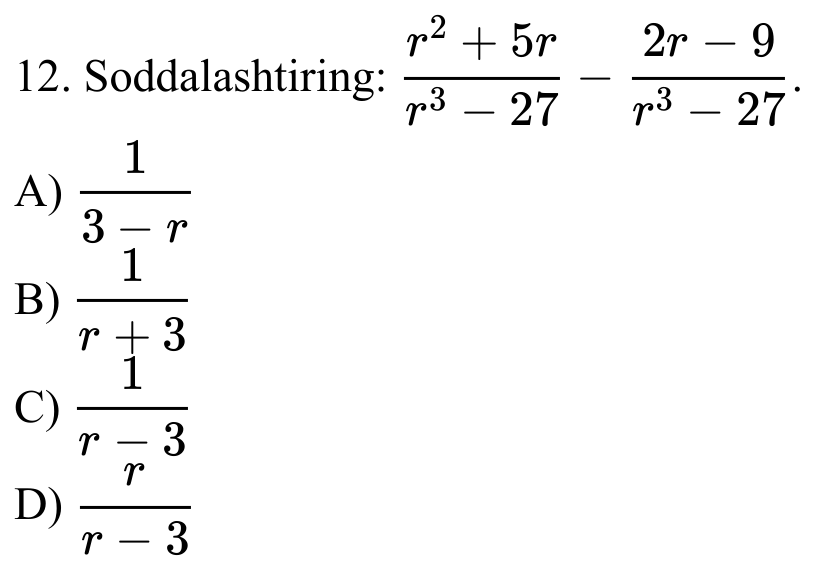 12. Soddalashtiring: \frac{r^2 + 5r}{r^3 - 27} - \frac{2r - 9}{r^3 - 27}.
A) \frac{1}{3 - r}
B) \frac{1}{r + 3}
C) \frac{1}{r - 3}
D) \frac{r}{r - 3}